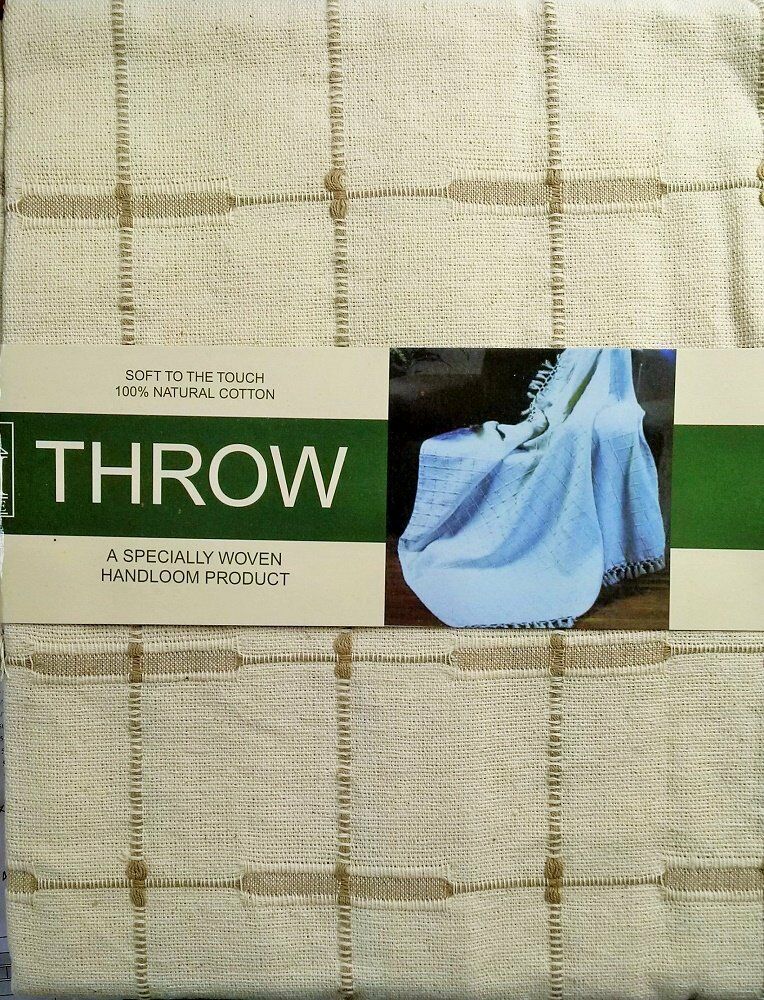 SOFT TO THE TOUCH
100% NATURAL COTTON
THROW
A SPECIALLY WOVEN
HANDLOOM PRODUCT